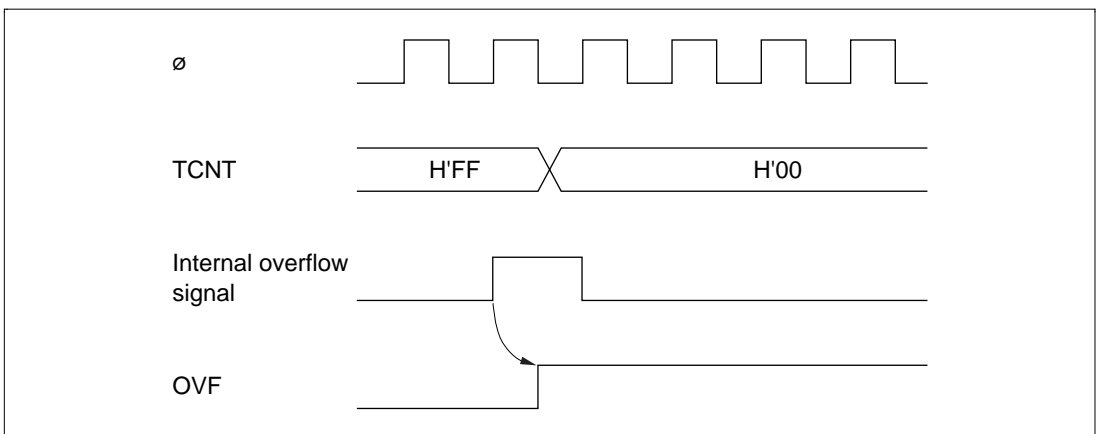 ø
TCNT
H'FF
H'00
Internal overflow
signal
OVF